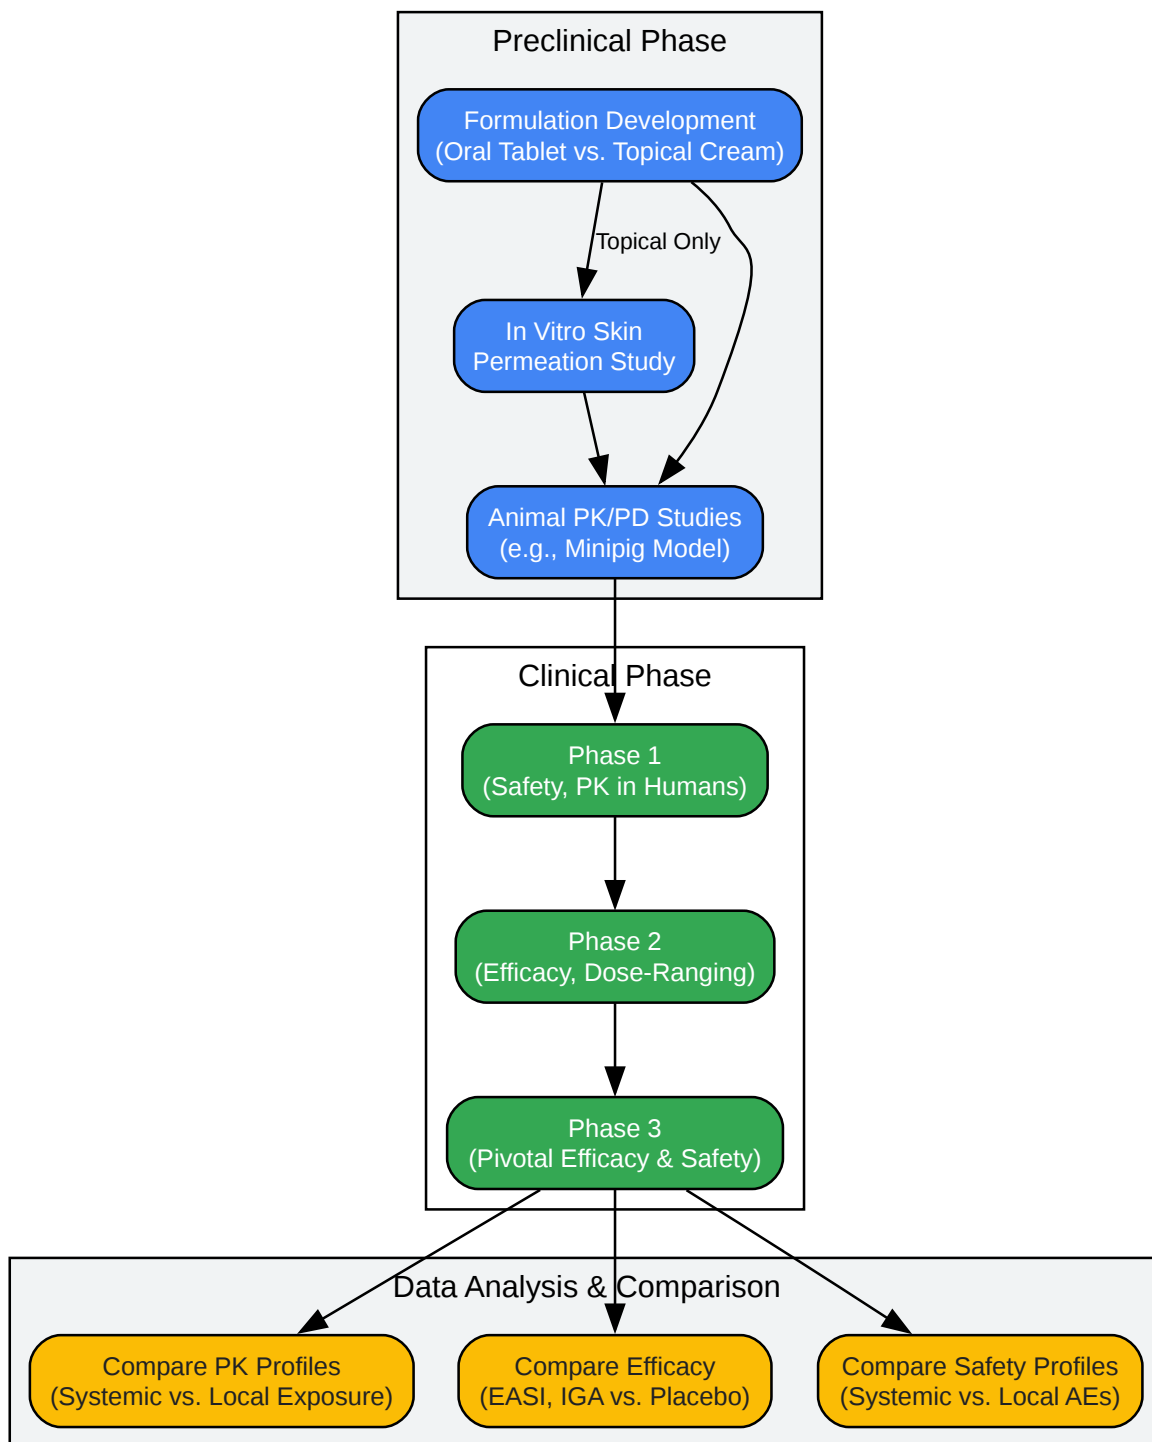 Preclinical Phase
Formulation Development
(Oral Tablet vs. Topical Cream)
Topical Only
In Vitro Skin
Permeation Study
Animal PK/PD Studies
(e.g., Minipig Model)
Clinical Phase
Phase 1
(Safety, PK in Humans)
Phase 2
(Efficacy, Dose-Ranging)
Phase 3
(Pivotal Efficacy & Safety)
Data Analysis & Comparison
Compare PK Profiles
(Systemic vs. Local Exposure)
Compare Efficacy
(EASI, IGA vs. Placebo)
Compare Safety Profiles
(Systemic vs. Local AEs)